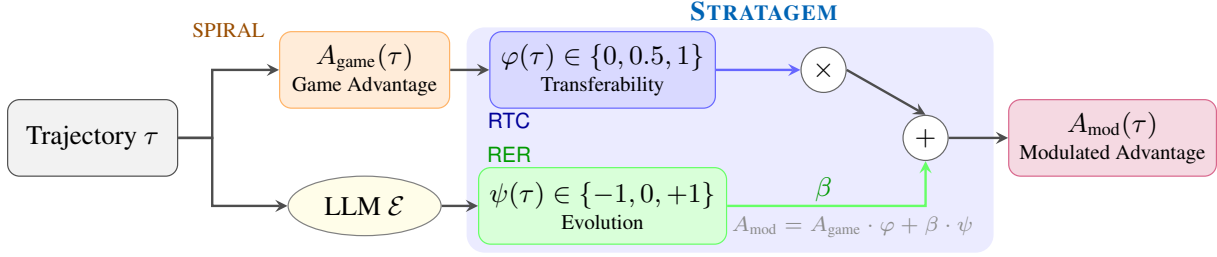 STRATAGEM
SPIRAL
A_game(τ)
Game Advantage
φ(τ) ∈ {0, 0.5, 1}
Transferability
×
RTC
Trajectory τ
+
A_mod(τ)
Modulated Advantage
RER
LLM ℰ
ψ(τ) ∈ {−1, 0, +1}
Evolution
β
A_mod = A_game · φ + β · ψ